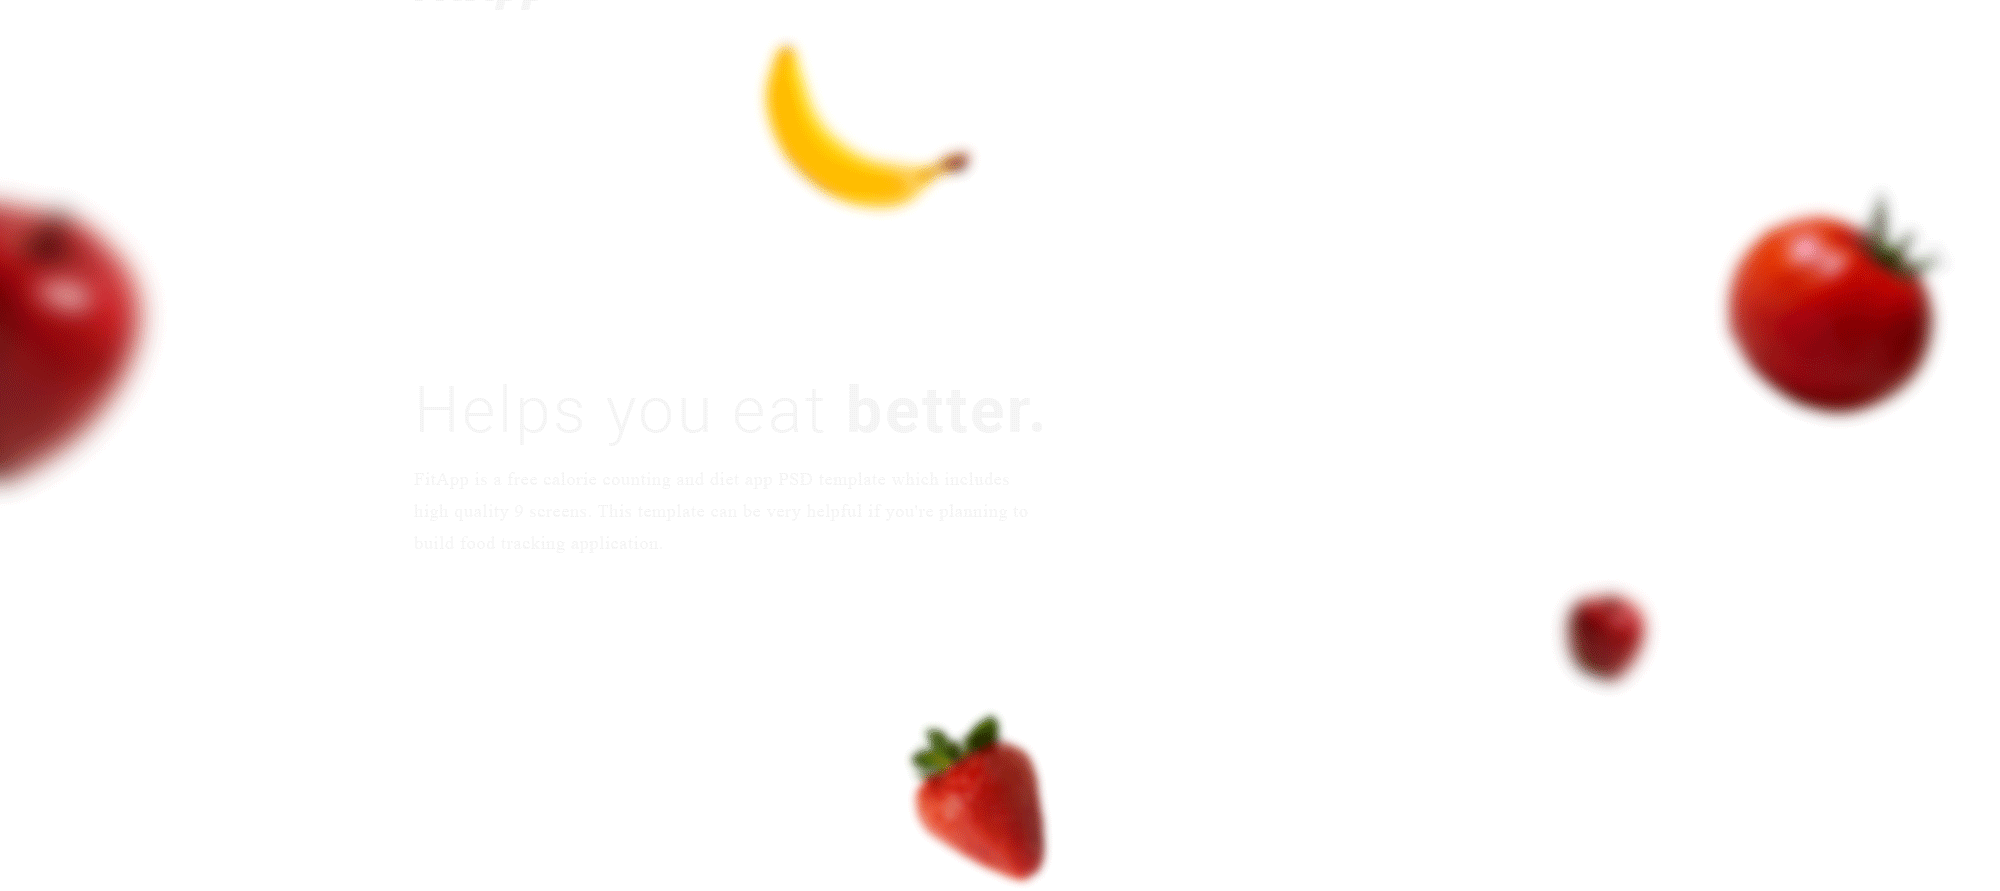 Helps you eat better.
FitApp is a free calorie counting and diet app PSD template which includes
high quality 9 screens. This template can be very helpful if you're planning to
build food tracking application.